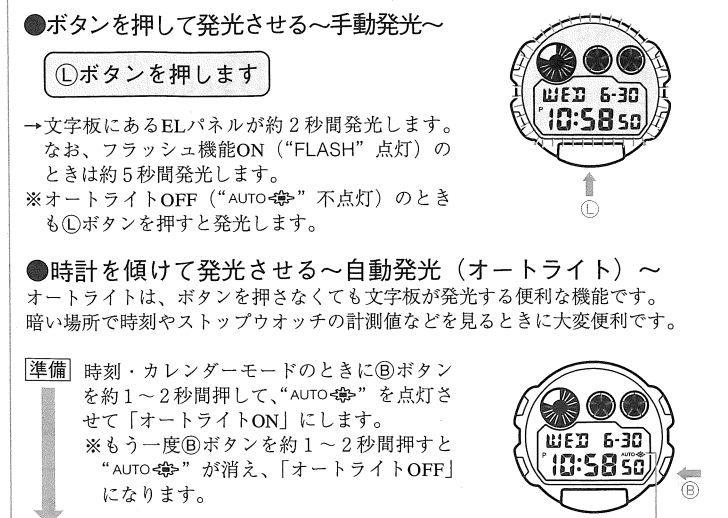 ●ボタンを押して発光させる～手動発光～
Ⓛボタンを押します
→文字板にあるELパネルが約２秒間発光します。
なお、フラッシュ機能ON（“FLASH”点灯）の
ときは約５秒間発光します。
※オートライトOFF（“AUTO”不点灯）のとき
もⓁボタンを押すと発光します。
WED 6-30
P 10:58 50
Ⓛ
●時計を傾けて発光させる～自動発光（オートライト）～
オートライトは、ボタンを押さなくても文字板が発光する便利な機能です。
暗い場所で時刻やストップウオッチの計測値などを見るときに大変便利です。
準備
時刻・カレンダーモードのときにⒷボタン
を約１～２秒間押して、“AUTO”を点灯さ
せて「オートライトON」にします。
※もう一度Ⓑボタンを約１～２秒間押すと
“AUTO”が消え、「オートライトOFF」
になります。
WED 6-30
AUTO
P 10:58 50
Ⓑ